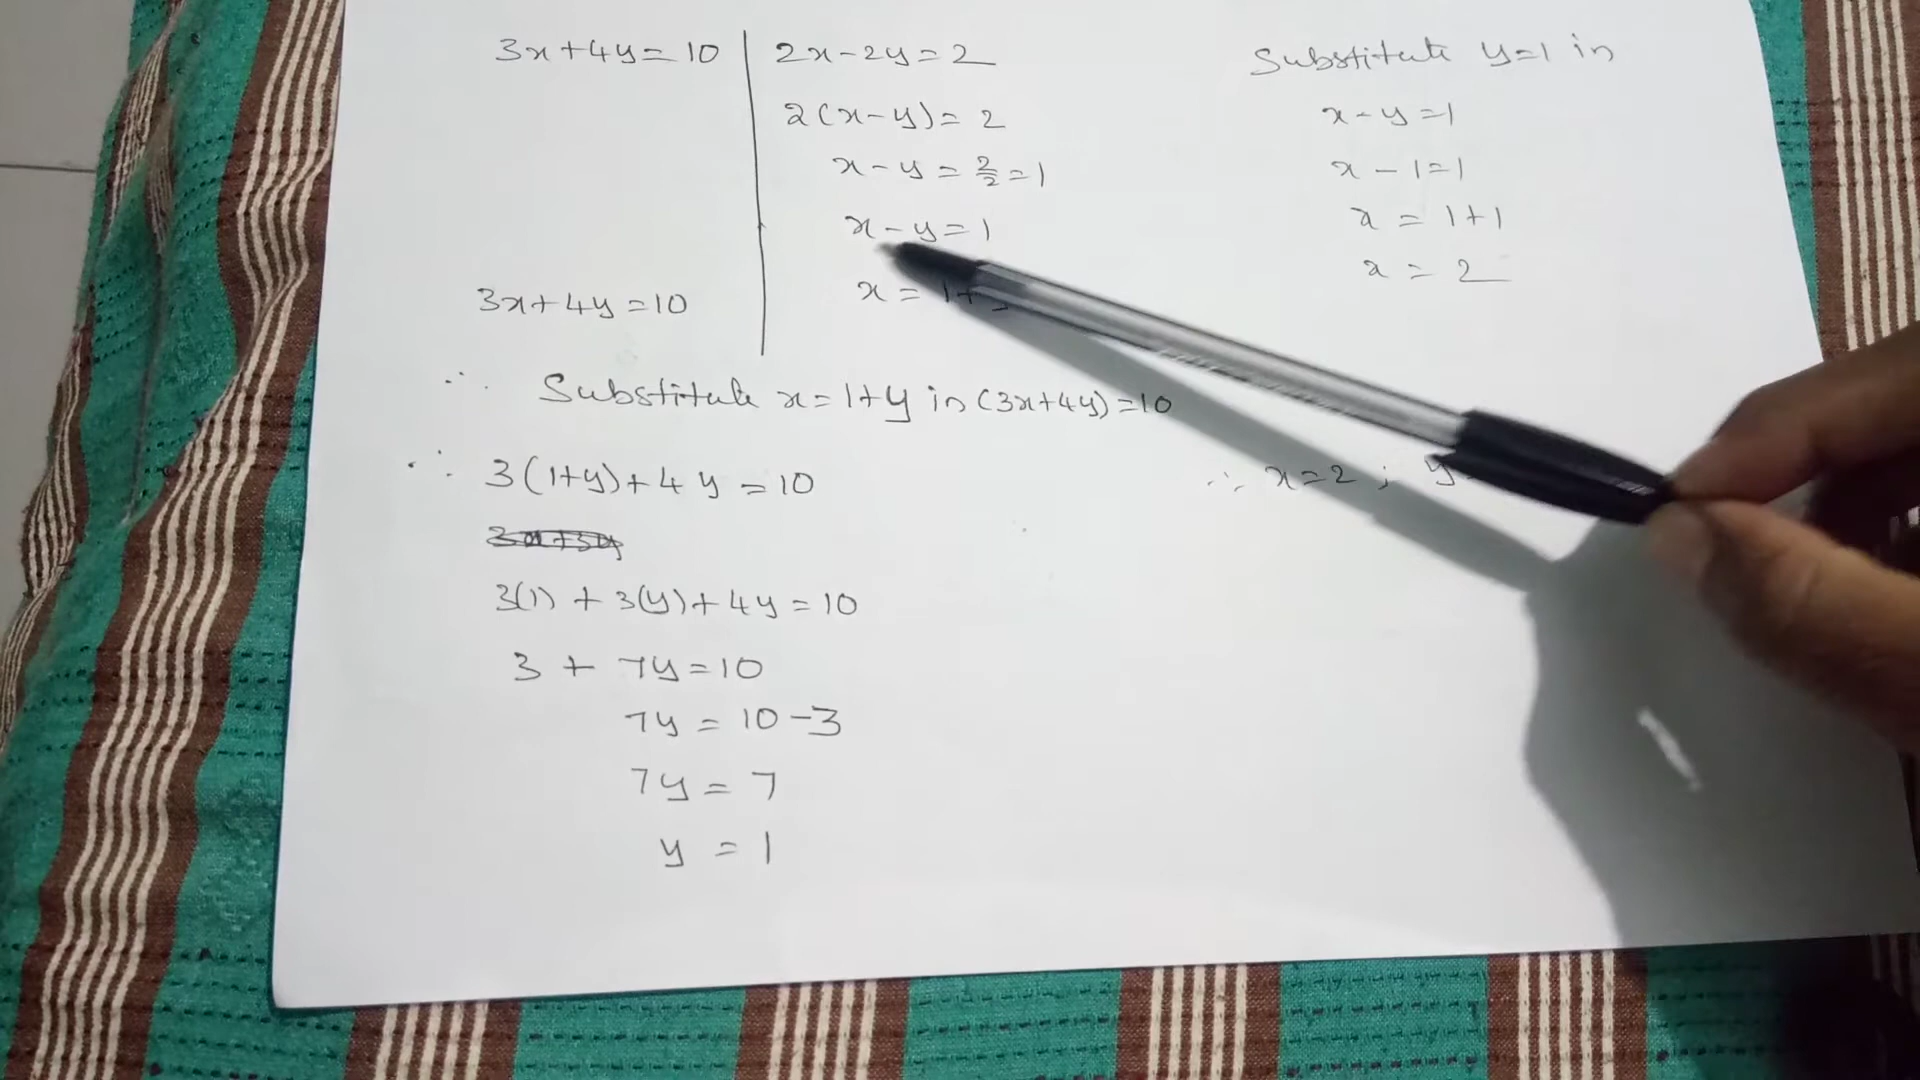 3x+4y=10
2x-2y=2
2(x-y)=2
x-y=2/2=1
x-y=1
x=1+
3x+4y=10
∴ Substitute x=1+y in (3x+4y)=10
∴ 3(1+y)+4y=10
3(1)+3(y)+4y=10
3+7y=10
7y=10-3
7y=7
y=1
Substitute y=1 in
x-y=1
x-1=1
x=1+1
x=2
∴ x=2; y